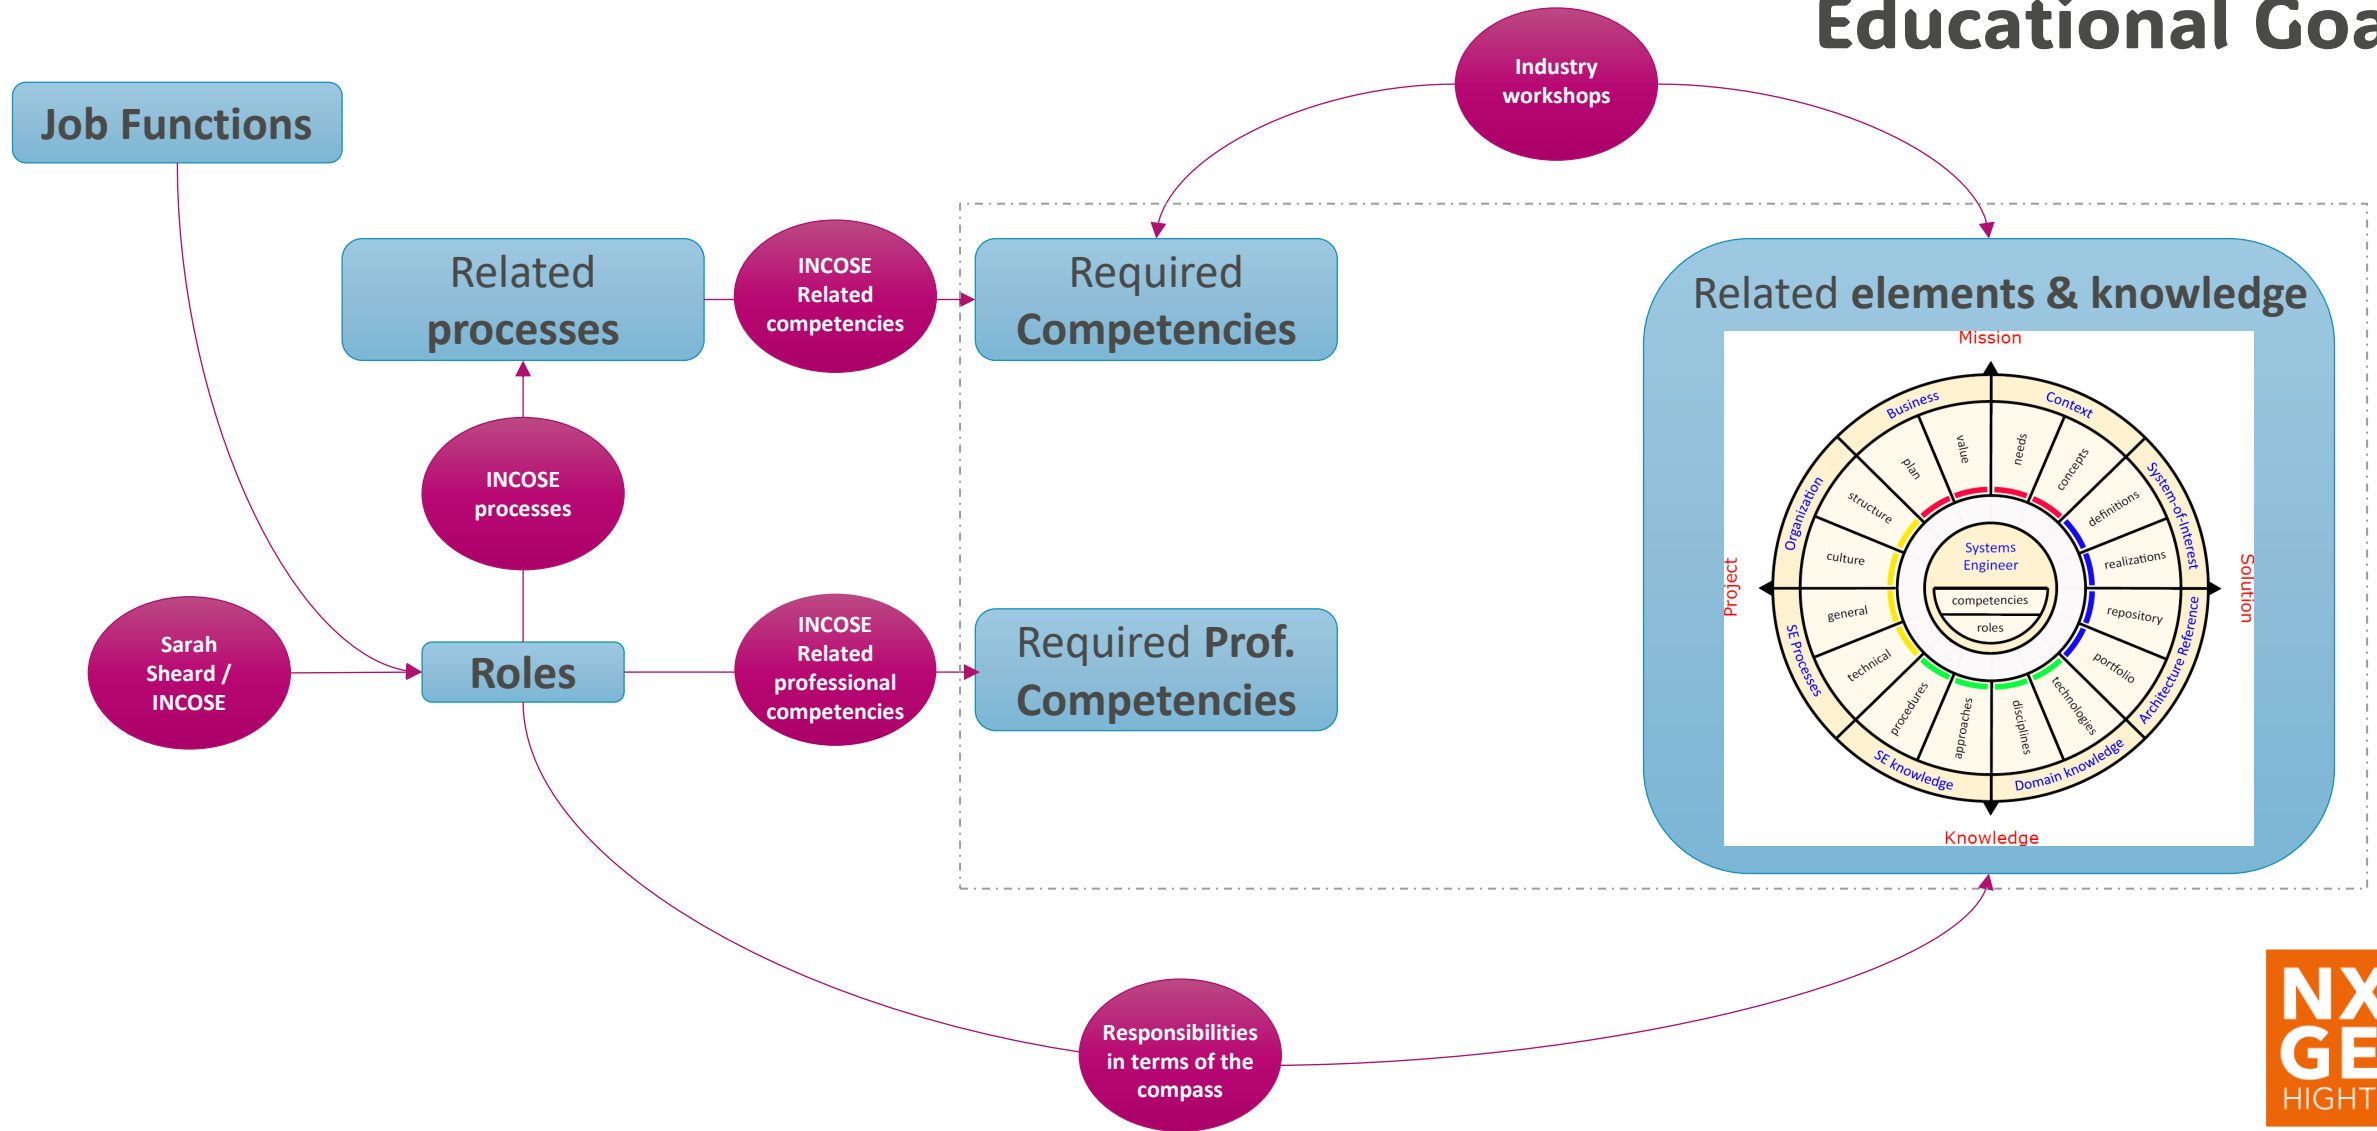 Educational Goa
Job Functions
Industry
workshops
Related
processes
INCOSE
Related
competencies
Required
Competencies
Related elements & knowledge
INCOSE
processes
Sarah
Sheard /
INCOSE
Roles
INCOSE
Related
professional
competencies
Required Prof.
Competencies
Responsibilities
in terms of the
compass
Mission
Business
Context
value
needs
plan
concepts
Organization
structure
definitions
System-of-Interest
culture
realizations
Project
Solution
Systems
Engineer
competencies
roles
general
repository
SE Processes
technical
portfolio
Architecture Reference
procedures
approaches
disciplines
technologies
SE knowledge
Domain knowledge
Knowledge
NX
GE
HIGHT